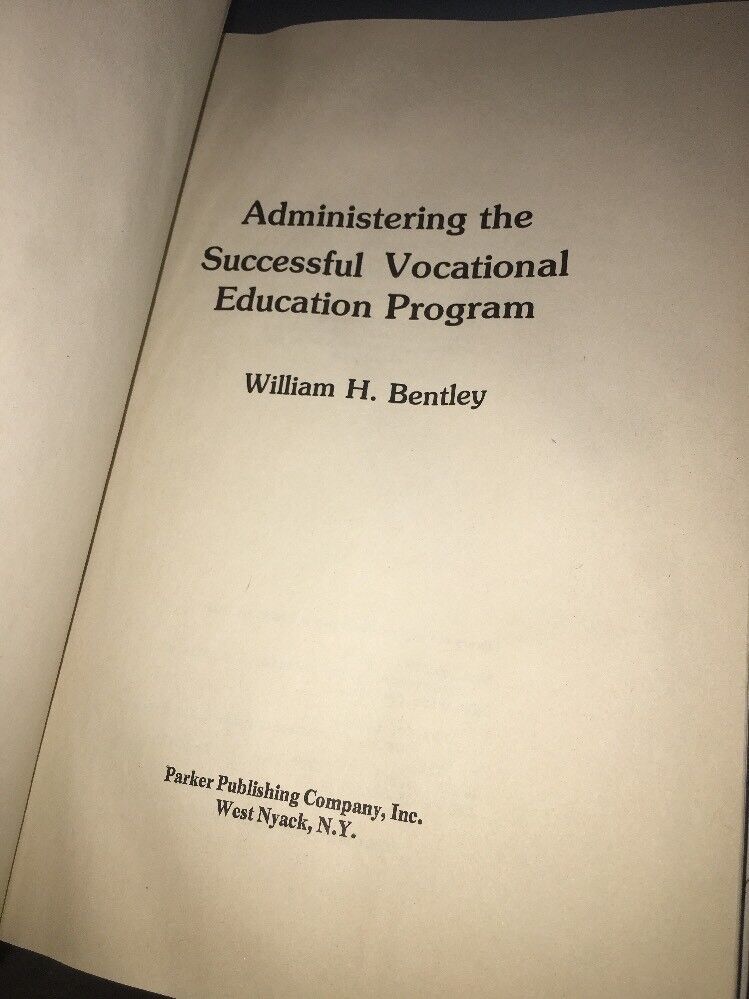 Administering the
Successful Vocational
Education Program
William H. Bentley
Parker Publishing Company, Inc.
West Nyack, N.Y.